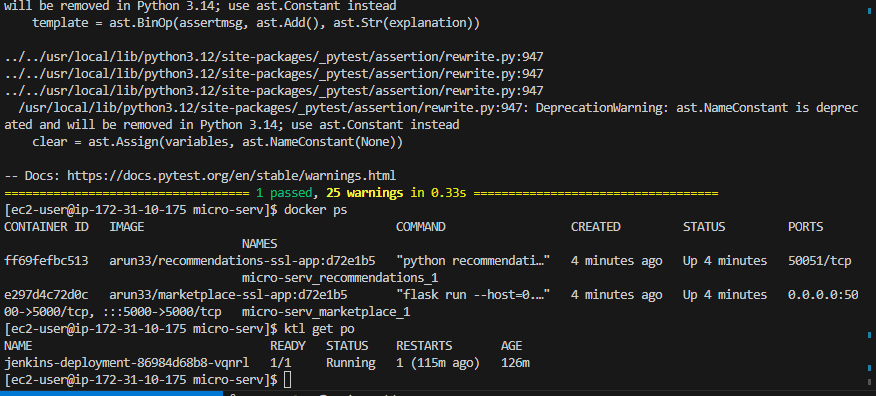 will be removed in Python 3.14; use ast.Constant instead
    template = ast.BinOp(assertmsg, ast.Add(), ast.Str(explanation))
../../usr/local/lib/python3.12/site-packages/_pytest/assertion/rewrite.py:947
../../usr/local/lib/python3.12/site-packages/_pytest/assertion/rewrite.py:947
../../usr/local/lib/python3.12/site-packages/_pytest/assertion/rewrite.py:947
  /usr/local/lib/python3.12/site-packages/_pytest/assertion/rewrite.py:947: DeprecationWarning: ast.NameConstant is deprec
ated and will be removed in Python 3.14; use ast.Constant instead
    clear = ast.Assign(variables, ast.NameConstant(None))
-- Docs: https://docs.pytest.org/en/stable/warnings.html
=================================== 1 passed, 25 warnings in 0.33s ===================================
[ec2-user@ip-172-31-10-175 micro-serv]$ docker ps
CONTAINER ID   IMAGE                                  COMMAND                  CREATED         STATUS         PORTS
                                  NAMES
ff69fefbc513   arun33/recommendations-ssl-app:d72e1b5   "python recommendati…"   4 minutes ago   Up 4 minutes   50051/tcp
                                  micro-serv_recommendations_1
e297d4c72d0c   arun33/marketplace-ssl-app:d72e1b5       "flask run --host=0.…"   4 minutes ago   Up 4 minutes   0.0.0.0:50
00->5000/tcp, :::5000->5000/tcp   micro-serv_marketplace_1
[ec2-user@ip-172-31-10-175 micro-serv]$ ktl get po
NAME                                  READY   STATUS    RESTARTS       AGE
jenkins-deployment-86984d68b8-vqnrl   1/1     Running   1 (115m ago)   126m
[ec2-user@ip-172-31-10-175 micro-serv]$